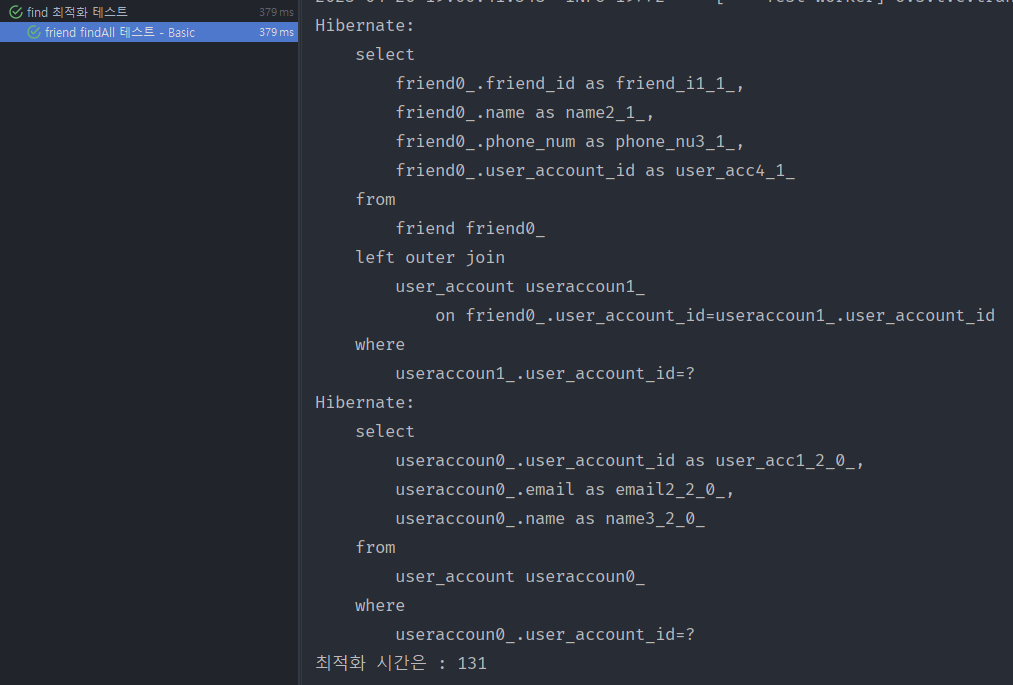 find 최적화 테스트 379 ms
friend findAll 테스트 - Basic 379 ms
Hibernate:
select
friend0_.friend_id as friend_i1_1_,
friend0_.name as name2_1_,
friend0_.phone_num as phone_nu3_1_,
friend0_.user_account_id as user_acc4_1_
from
friend friend0_
left outer join
user_account useraccoun1_
on friend0_.user_account_id=useraccoun1_.user_account_id
where
useraccoun1_.user_account_id=?
Hibernate:
select
useraccoun0_.user_account_id as user_acc1_2_0_,
useraccoun0_.email as email2_2_0_,
useraccoun0_.name as name3_2_0_
from
user_account useraccoun0_
where
useraccoun0_.user_account_id=?
최적화 시간은 : 131